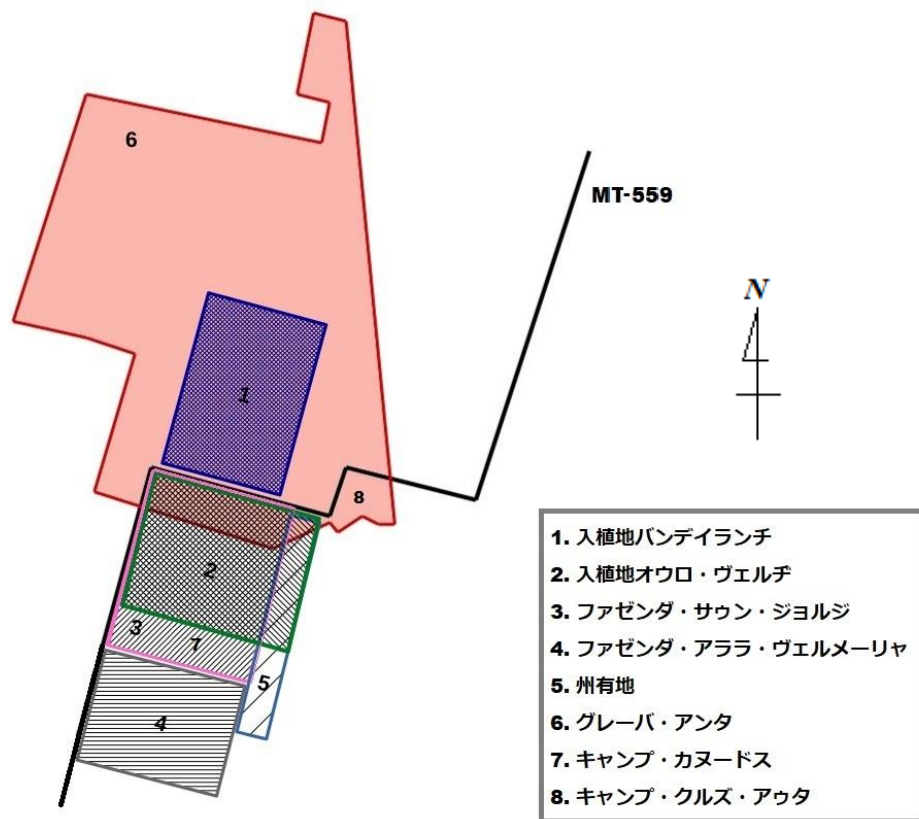 6
MT-559
N
1
8
2
3
7
5
4
1. 入植地バンデイランチ
2. 入植地オウロ・ヴェルヂ
3. ファゼンダ・サゥン・ジョルジ
4. ファゼンダ・アララ・ヴェルメーリャ
5. 州有地
6. グレーバ・アンタ
7. キャンプ・カヌードス
8. キャンプ・クルズ・アゥタ